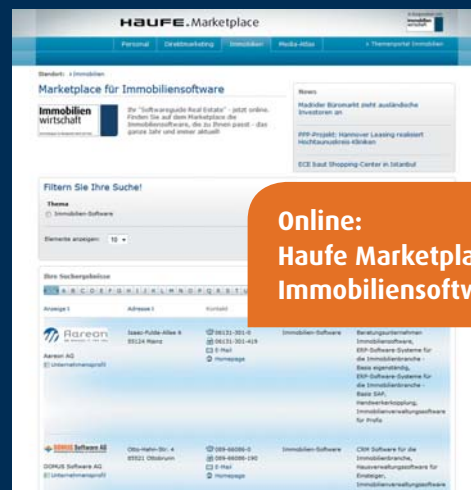 HAUFE.Marketplace
in Kooperation mit
Immobilien
wirtschaft
Personal Direktmarketing Immobilien Media-Atlas » Themenportal Immobilien
Standort: » Immobilien
Marketplace für Immobiliensoftware
Immobilien
wirtschaft
Ihr "Softwareguide Real Estate" - jetzt online.
Finden Sie auf dem Marketplace die
Immobiliensoftware, die zu Ihnen passt - das
ganze Jahr und immer aktuell!
News
Madrider Büromarkt zieht ausländische
Investoren an
PPP-Projekt: Hannover Leasing realisiert
Hochtaunuskreis-Kliniken
ECE baut Shopping-Center in Istanbul
Filtern Sie Ihre Suche!
Thema
Immobilien-Software
Elemente anzeigen: 10
Online:
Haufe Marketpla
Immobiliensoftw
Ihre Suchergebnisse
A B C D E F G H I J K L M N O P Q R S T U
Anzeige Adresse Kontakt
Aareon
Aareon AG
Unternehmensprofil
Isaac-Fulda-Allee 6
55124 Mainz
06131-301-0
06131-301-419
E-Mail
Homepage
Immobilien-Software
Beratungsunternehmen
Immobiliensoftware,
ERP-Software-Systeme für
die Immobilienbranche -
Basis eigenständig,
ERP-Software-Systeme für
die Immobilienbranche -
Basis SAP,
Handwerkerkopplung,
Immobilienverwaltungssoftware
für Profis
DOMUS Software AG
DOMUS Software AG
Unternehmensprofil
Otto-Hahn-Str. 4
85521 Ottobrunn
089-66086-0
089-66086-190
E-Mail
Homepage
Immobilien-Software
CRM Software für die
Immobilienbranche,
Hausverwaltungssoftware für
Einsteiger,
Immobilienverwaltungssoftware